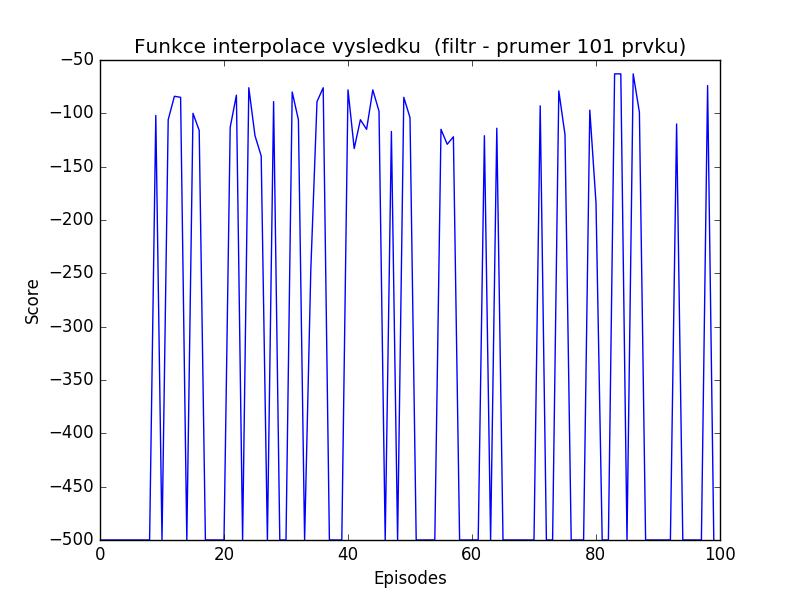 Funkce interpolace vysledku  (filtr - prumer 101 prvku)
−50
−100
−150
−200
−250
−300
−350
−400
−450
−500
Score
0 20 40 60 80 100
Episodes